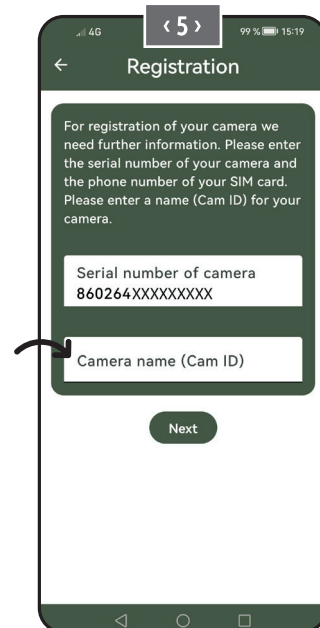 4G
‹ 5 ›
99 % 15:19
Registration
For registration of your camera we
need further information. Please enter
the serial number of your camera and
the phone number of your SIM card.
Please enter a name (Cam ID) for your
camera.
Serial number of camera
860264XXXXXXXXX
Camera name (Cam ID)
Next